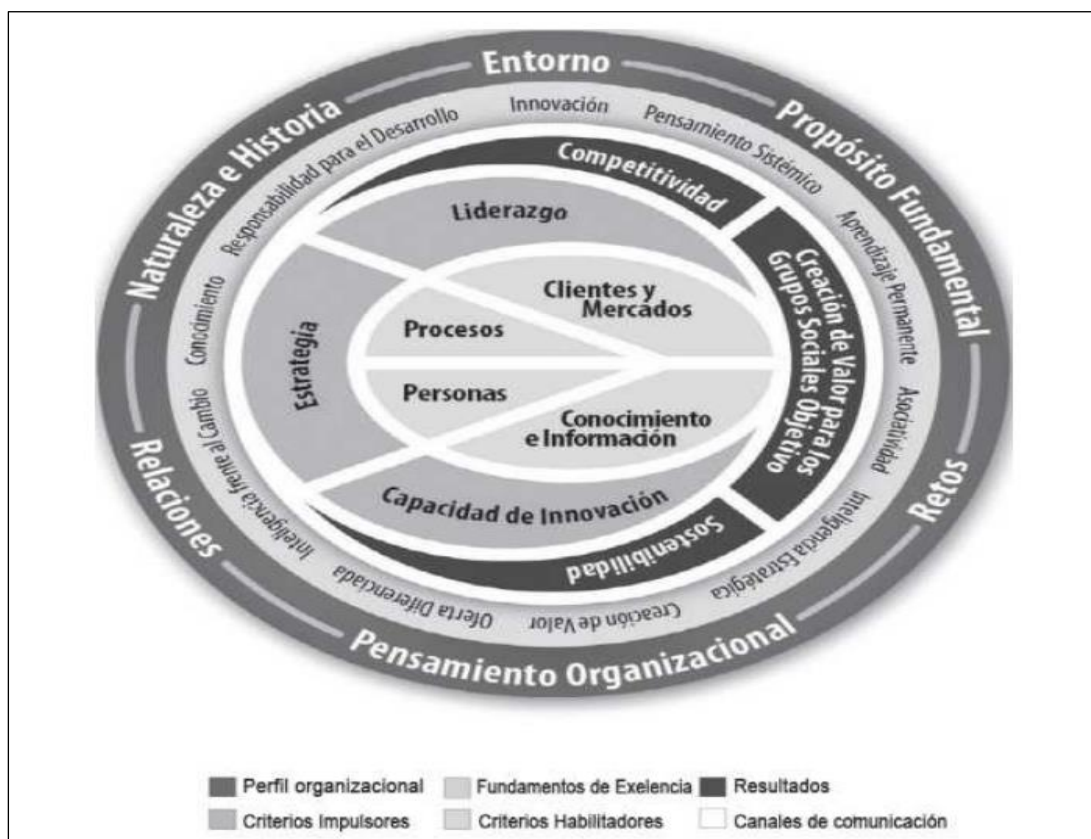 Entorno
Propósito Fundamental
Retos
Pensamiento Organizacional
Relaciones
Naturaleza e Historia
Innovación
Pensamiento Sistémico
Aprendizaje Permanente
Asociatividad
Inteligencia Estratégica
Creación de Valor
Oferta Diferenciada
Inteligencia frente al Cambio
Conocimiento
Responsabilidad para el Desarrollo
Competitividad
Creación de Valor para los
Grupos Sociales Objetivo
Sostenibilidad
Liderazgo
Estrategia
Capacidad de Innovación
Clientes y
Mercados
Procesos
Personas
Conocimiento
e Información
Perfil organizacional
Fundamentos de Exelencia
Resultados
Criterios Impulsores
Criterios Habilitadores
Canales de comunicación